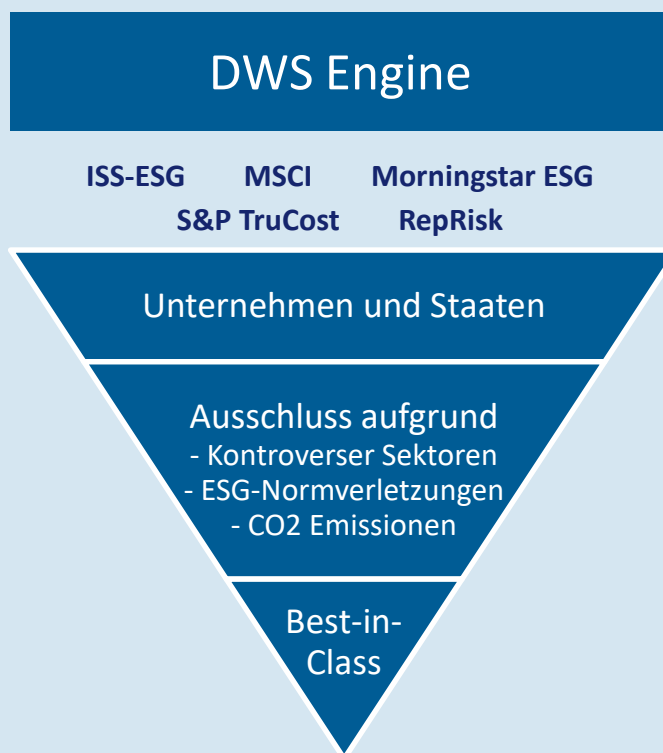 DWS Engine
ISS-ESG MSCI Morningstar ESG
S&P TruCost RepRisk
Unternehmen und Staaten
Ausschluss aufgrund
- Kontroverser Sektoren
- ESG-Normverletzungen
- CO2 Emissionen
Best-in-
Class